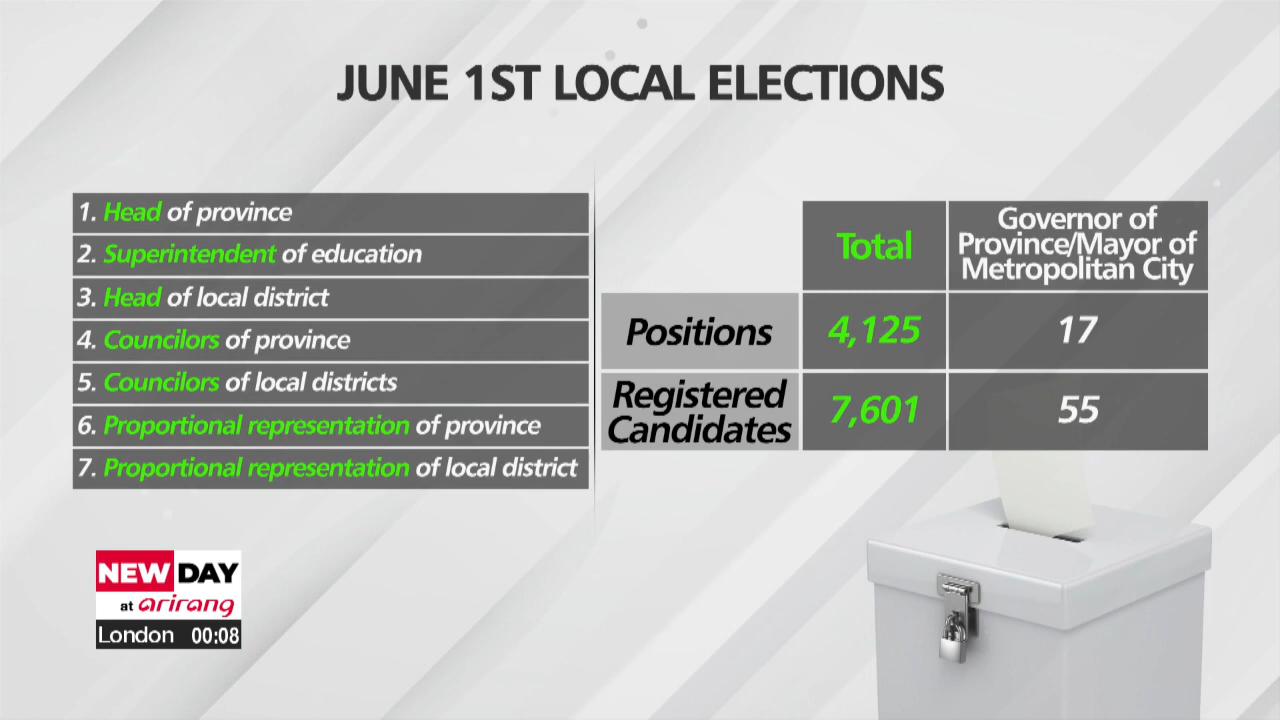 JUNE 1ST LOCAL ELECTIONS
1. Head of province
2. Superintendent of education
3. Head of local district
4. Councilors of province
5. Councilors of local districts
6. Proportional representation of province
7. Proportional representation of local district
Total
Governor of
Province/Mayor of
Metropolitan City
Positions
4,125
17
Registered
Candidates
7,601
55
NEW DAY
at arirang
London 00:08